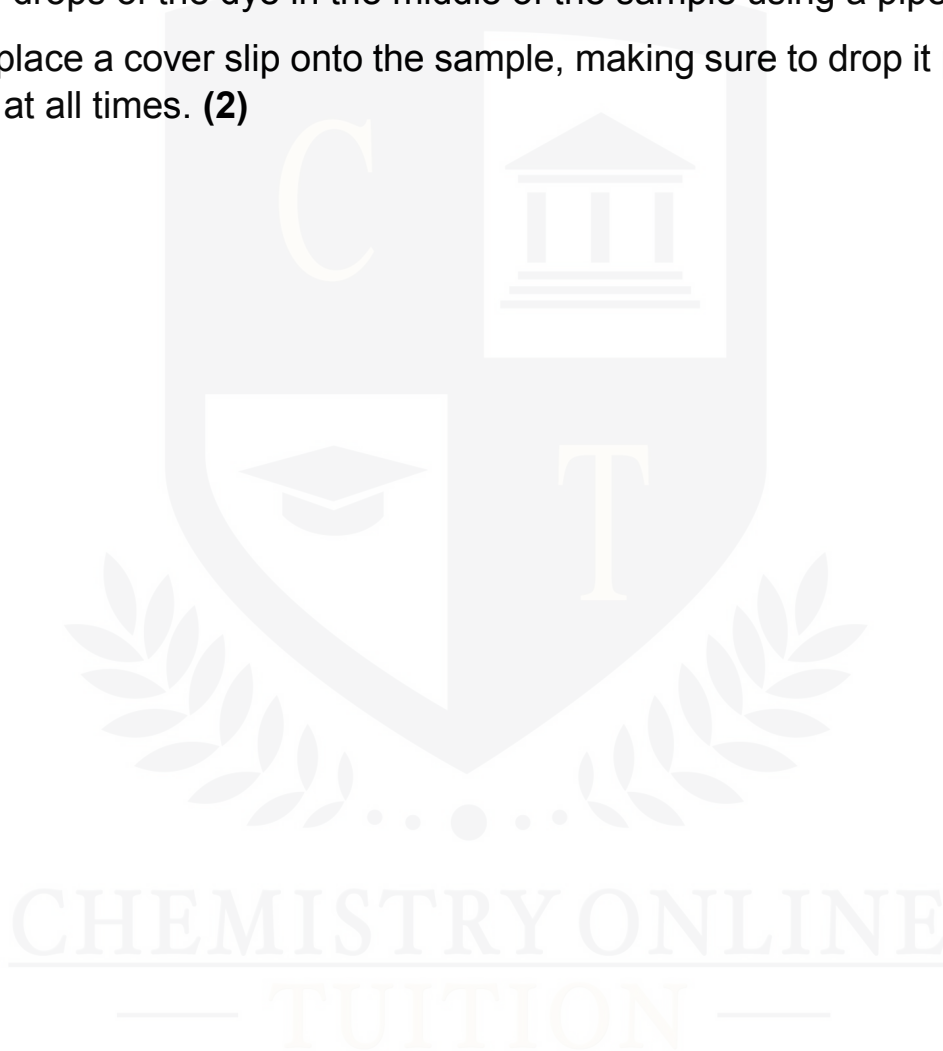 drops of the dye in the middle of the sample using a
place a cover slip onto the sample, making sure to drop it
at all times. (2)
C
T
CHEMISTRY ONLINE
TUITION